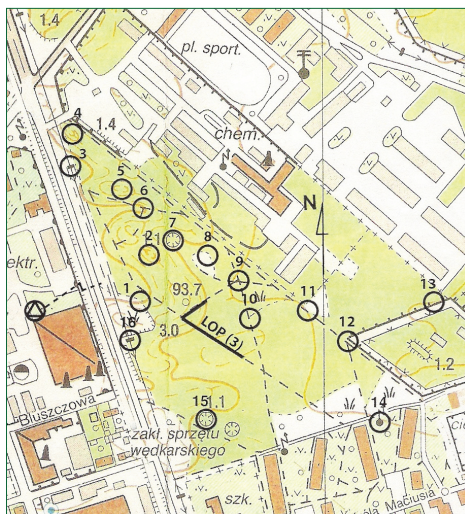 1.4
pl. sport.
4
1.4
chem.
3
5
6
N
7
2
8
9
93.7
1
10
11
13
ektr.
3.0
LOP (3)
16
12
1.2
Bluszczowa
15
1.1
14
zakł. sprzętu
wędkarskiego
szk.
Maciusia